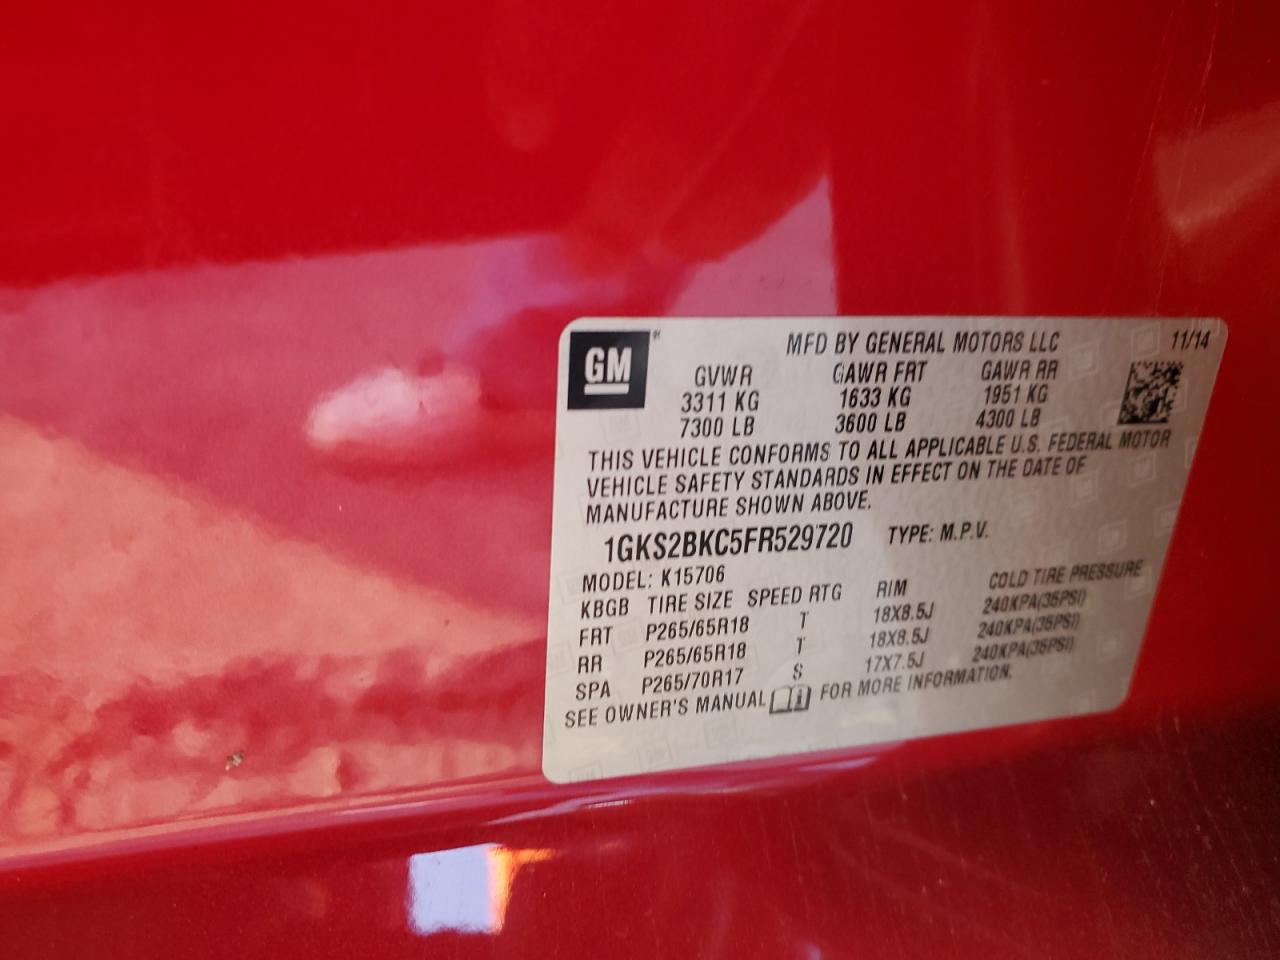 GM
MFD BY GENERAL MOTORS LLC 11/14
GVWR GAWR FRT GAWR RR
3311 KG 1633 KG 1951 KG
7300 LB 3600 LB 4300 LB
THIS VEHICLE CONFORMS TO ALL APPLICABLE U.S. FEDERAL MOTOR
VEHICLE SAFETY STANDARDS IN EFFECT ON THE DATE OF
MANUFACTURE SHOWN ABOVE.
1GKS2BKC5FR529720 TYPE: M.P.V.
MODEL: K15706
KBGB TIRE SIZE SPEED RTG RIM COLD TIRE PRESSURE
FRT P265/65R18 T 18X8.5J 240KPA(35PSI)
RR P265/65R18 T 18X8.5J 240KPA(35PSI)
SPA P265/70R17 S 17X7.5J 240KPA(35PSI)
SEE OWNER'S MANUAL FOR MORE INFORMATION.